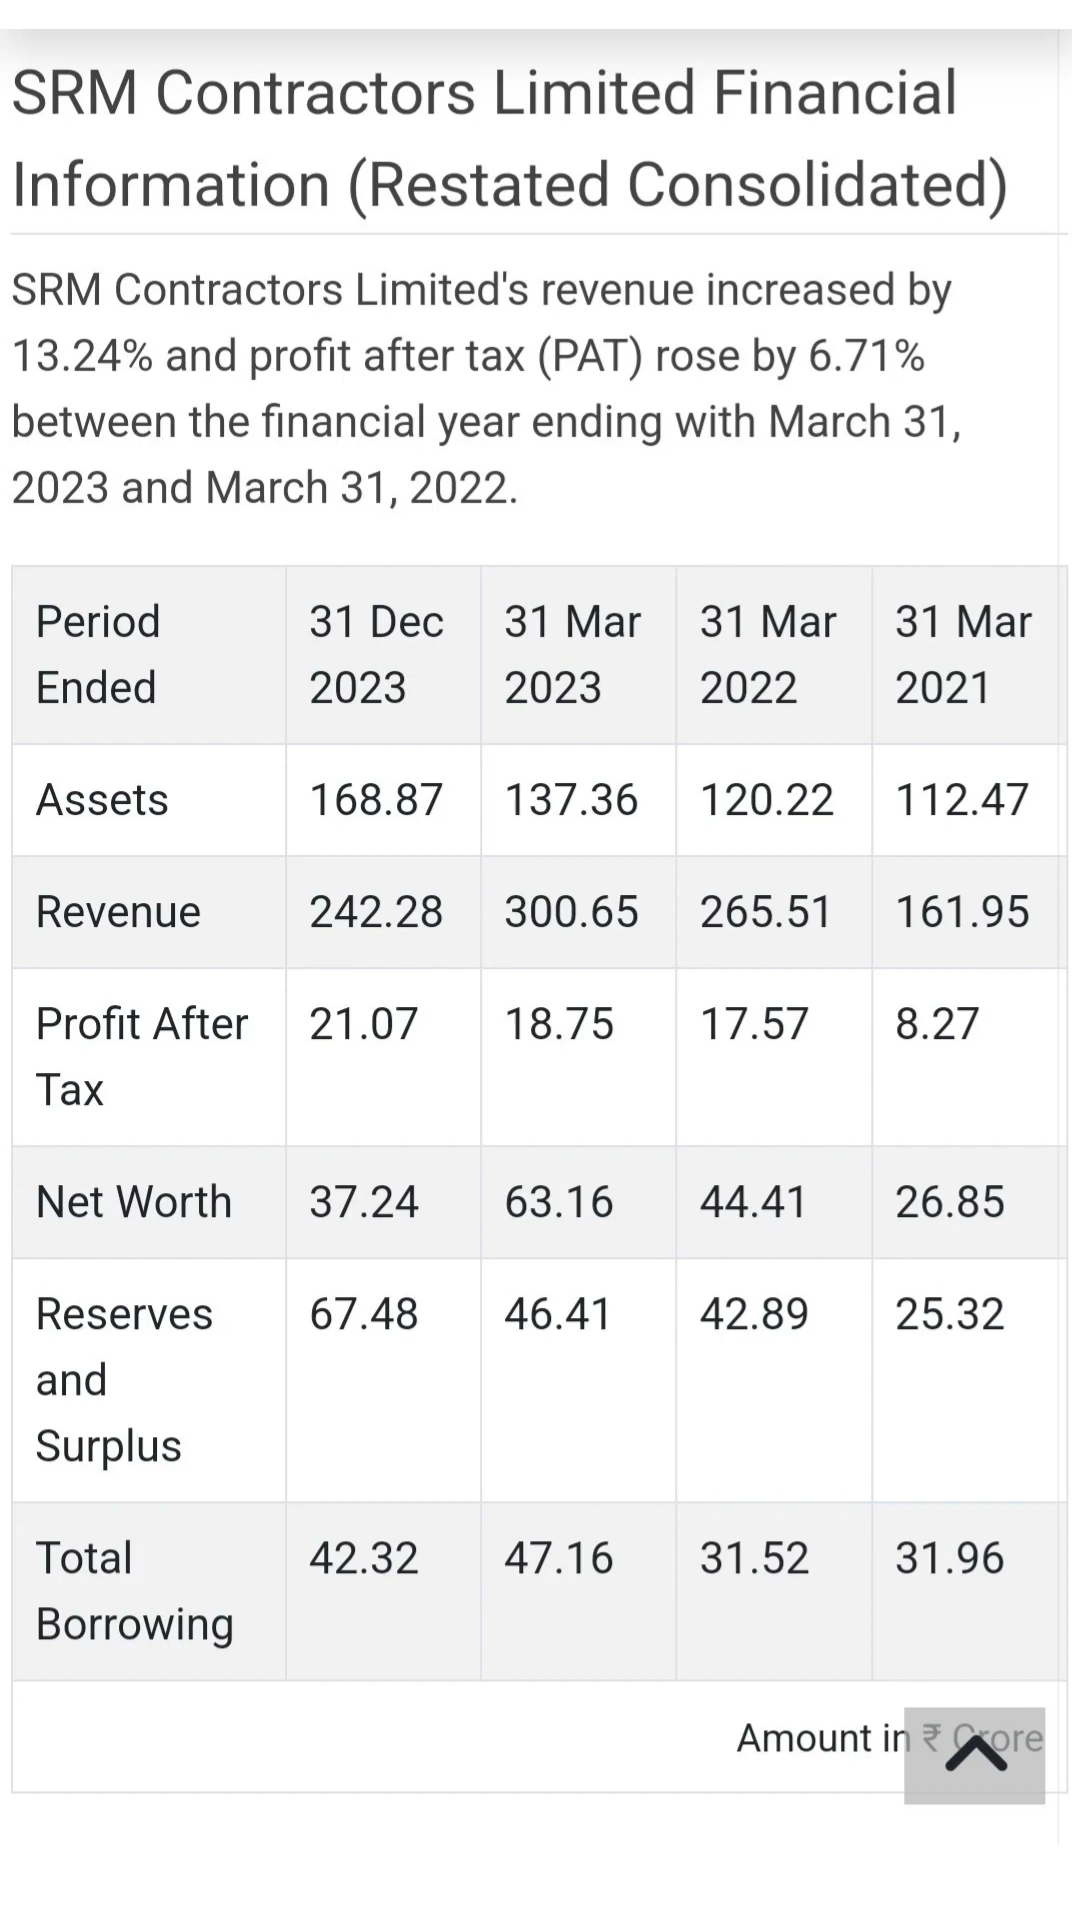 SRM Contractors Limited Financial
Information (Restated Consolidated)
SRM Contractors Limited's revenue increased by
13.24% and profit after tax (PAT) rose by 6.71%
between the financial year ending with March 31,
2023 and March 31, 2022.
Period Ended 31 Dec 2023 31 Mar 2023 31 Mar 2022 31 Mar 2021
Assets 168.87 137.36 120.22 112.47
Revenue 242.28 300.65 265.51 161.95
Profit After Tax 21.07 18.75 17.57 8.27
Net Worth 37.24 63.16 44.41 26.85
Reserves and Surplus 67.48 46.41 42.89 25.32
Total Borrowing 42.32 47.16 31.52 31.96
Amount in ₹ Crore